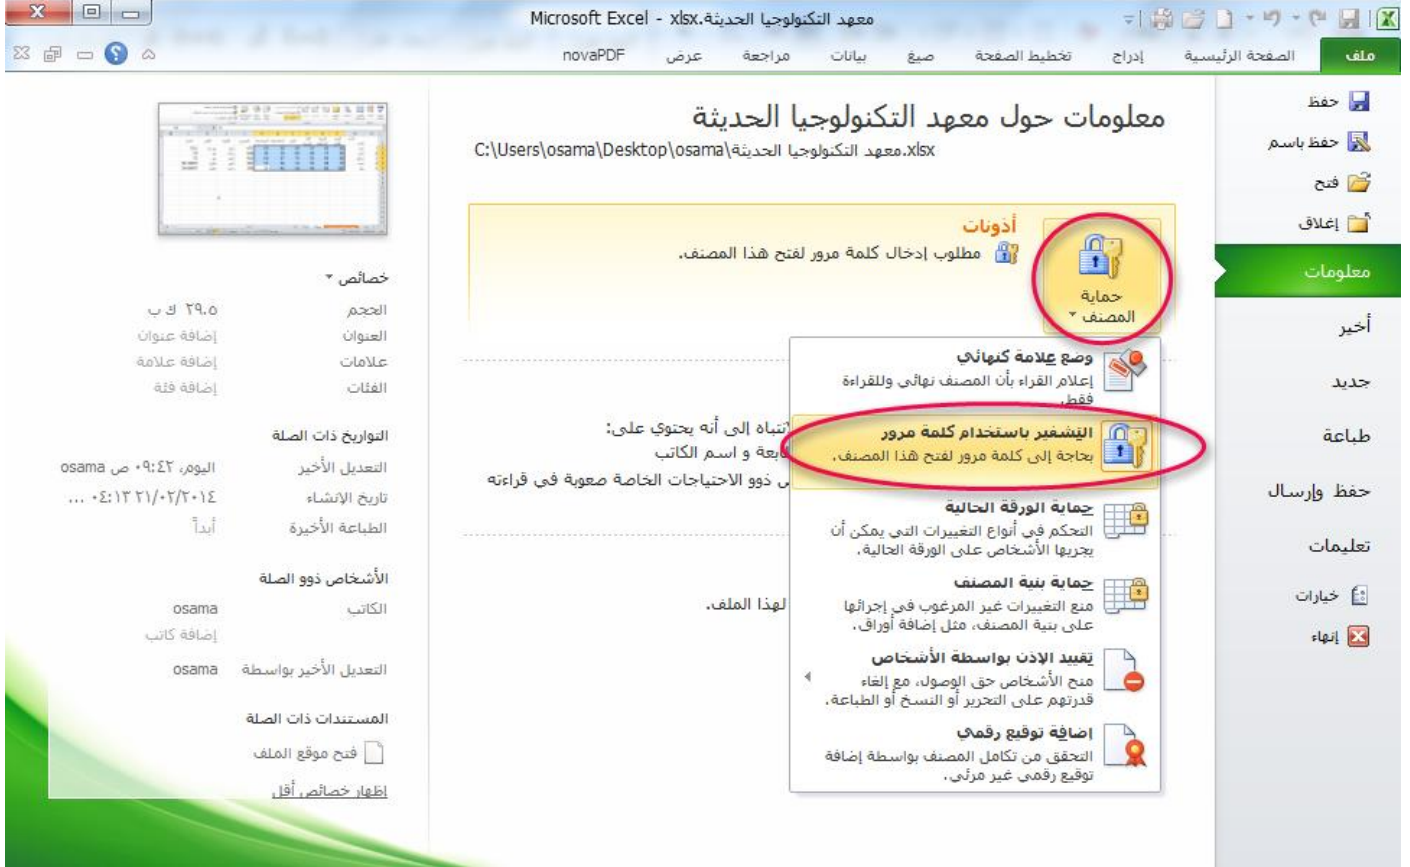 معهد التكنولوجيا الحديثة.xlsx - Microsoft Excel
ملف الصفحة الرئيسية إدراج تخطيط الصفحة صيغ بيانات مراجعة عرض novaPDF
حفظ
حفظ باسم
فتح
إغلاق
معلومات
أخير
جديد
طباعة
حفظ وإرسال
تعليمات
خيارات
إنهاء
معلومات حول معهد التكنولوجيا الحديثة
C:\Users\osama\Desktop\osama\معهد التكنولوجيا الحديثة.xlsx
حماية
المصنف
أذونات
مطلوب إدخال كلمة مرور لفتح هذا المصنف.
وضع علامة كنهائي
إعلام القراء بأن المصنف نهائي وللقراءة
فقط.
التشفير باستخدام كلمة مرور
بحاجة إلى كلمة مرور لفتح هذا المصنف.
حماية الورقة الحالية
التحكم في أنواع التغييرات التي يمكن أن
يجريها الأشخاص على الورقة الحالية.
حماية بنية المصنف
منع التغييرات غير المرغوب في إجرائها
على بنية المصنف، مثل إضافة أوراق.
تقييد الإذن بواسطة الأشخاص
منح الأشخاص حق الوصول، مع إلغاء
قدرتهم على التحرير أو النسخ أو الطباعة.
إضافة توقيع رقمي
التحقق من تكامل المصنف بواسطة إضافة
توقيع رقمي غير مرئي.
إلى أنه يحتوي على:
و اسم الكاتب
ذوو الاحتياجات الخاصة صعوبة في قراءته
لهذا الملف.
خصائص
الحجم ٢٩.٥ ك ب
العنوان إضافة عنوان
علامات إضافة علامة
الفئات إضافة فئة
التواريخ ذات الصلة
التعديل الأخير اليوم، ٠٩:٤٢ ص osama
تاريخ الإنشاء ٢١/٠٢/٢٠١٤ ٠٤:١٣ ...
الطباعة الأخيرة أبداً
الأشخاص ذوو الصلة
الكاتب osama
إضافة كاتب
التعديل الأخير بواسطة osama
المستندات ذات الصلة
فتح موقع الملف
إظهار خصائص أقل